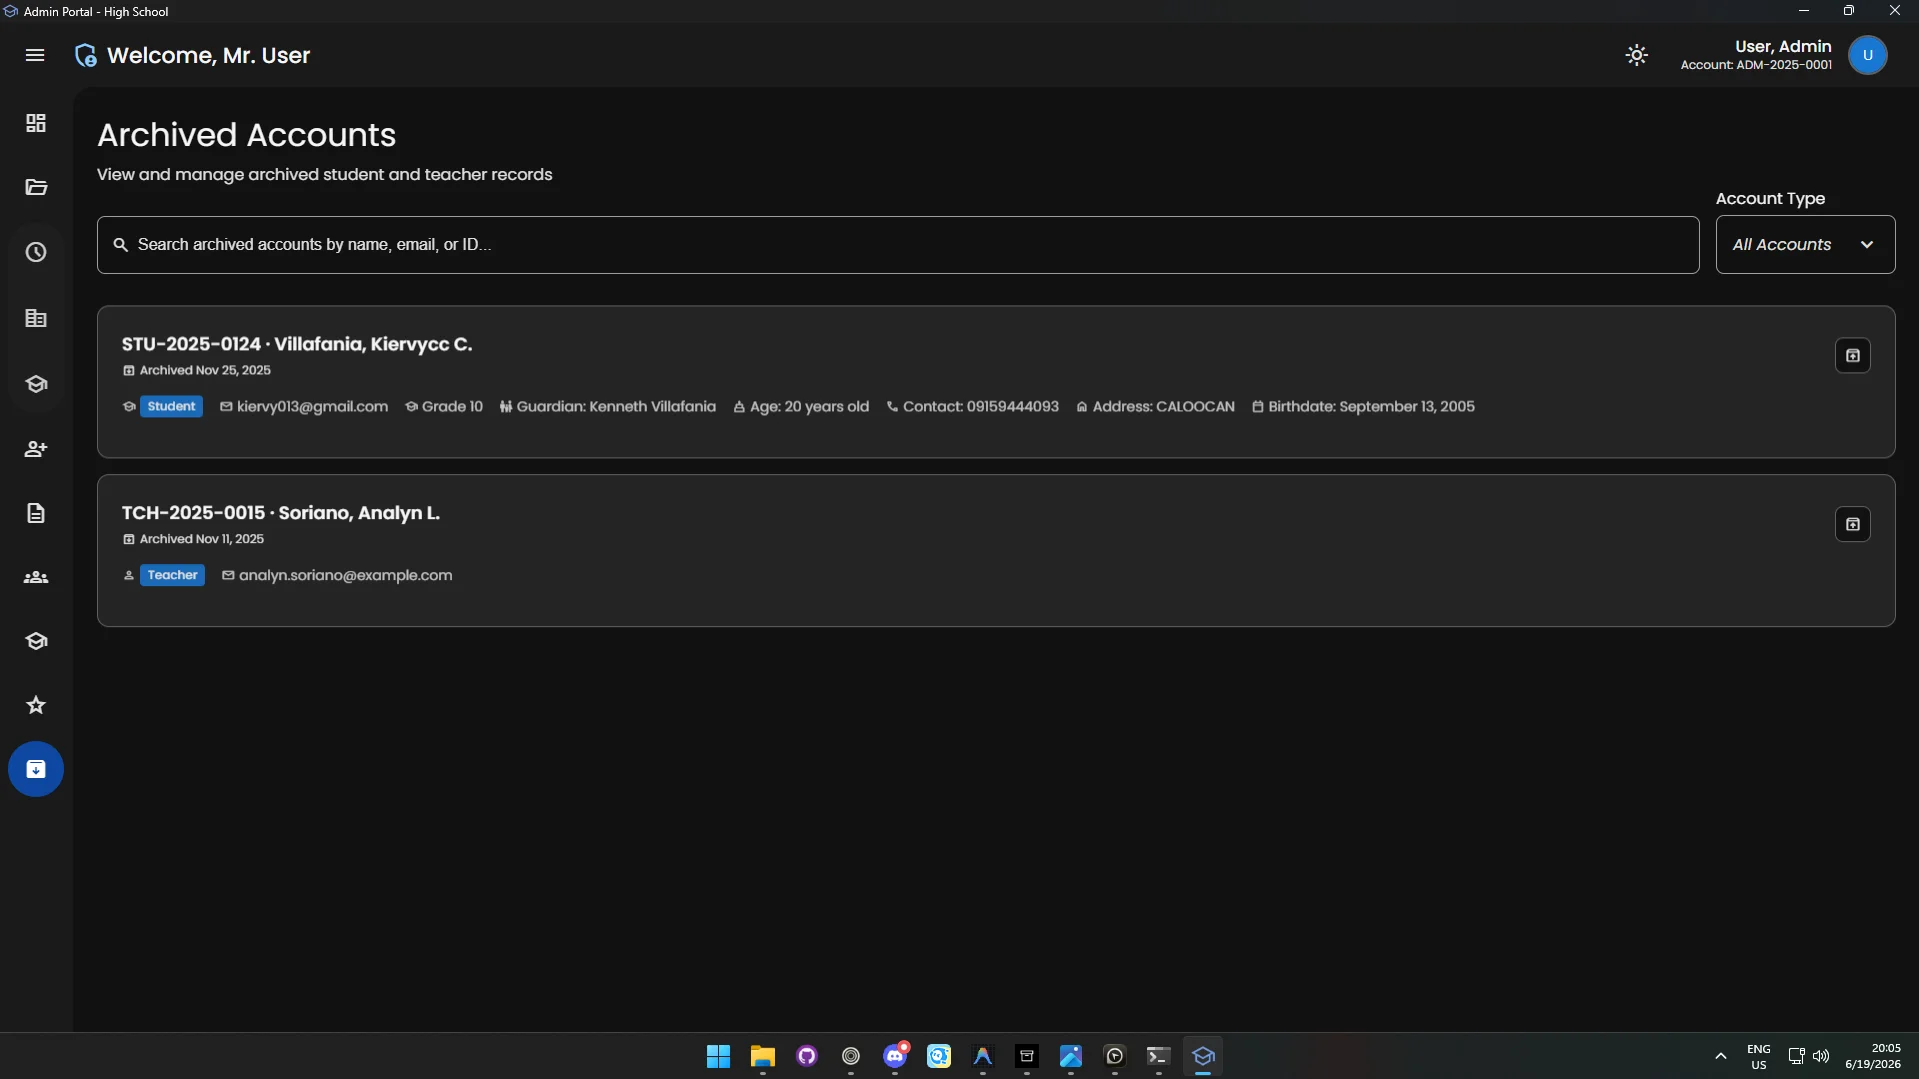 Admin Portal - High School
Welcome, Mr. User
User, Admin
Account: ADM-2025-0001
U
Archived Accounts
View and manage archived student and teacher records
Account Type
Search archived accounts by name, email, or ID...
All Accounts
STU-2025-0124 · Villafania, Kiervycc C.
Archived Nov 25, 2025
Student kiervy013@gmail.com Grade 10 Guardian: Kenneth Villafania Age: 20 years old Contact: 09159444093 Address: CALOOCAN Birthdate: September 13, 2005
TCH-2025-0015 · Soriano, Analyn L.
Archived Nov 11, 2025
Teacher analyn.soriano@example.com
ENG
US
20:05
6/19/2026